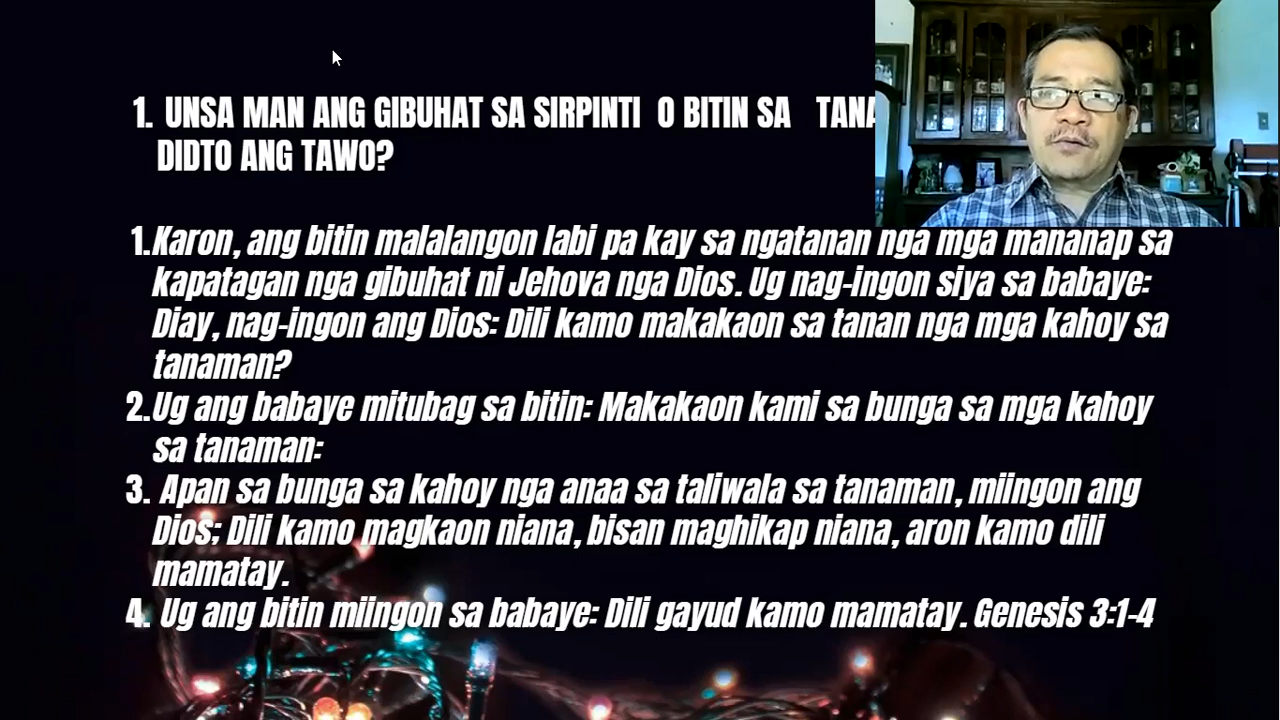 1. UNSA MAN ANG GIBUHAT SA SIRPINTI O BITIN SA
DIDTO ANG TAWO?
1. Karon, ang bitin malalangon labi pa kay sa ngatanan nga mga mananap sa
kapatagan nga gibuhat ni Jehova nga Dios. Ug nag-ingon siya sa babaye:
Diay, nag-ingon ang Dios: Dili kamo makakaon sa tanan nga mga kahoy sa
tanaman?
2. Ug ang babaye mitubag sa bitin: Makakaon kami sa bunga sa mga kahoy
sa tanaman:
3. Apan sa bunga sa kahoy nga anaa sa taliwala sa tanaman, miingon ang
Dios; Dili kamo magkaon niana, bisan maghikap niana, aron kamo dili
mamatay.
4. Ug ang bitin miingon sa babaye: Dili gayud kamo mamatay. Genesis 3:1-4